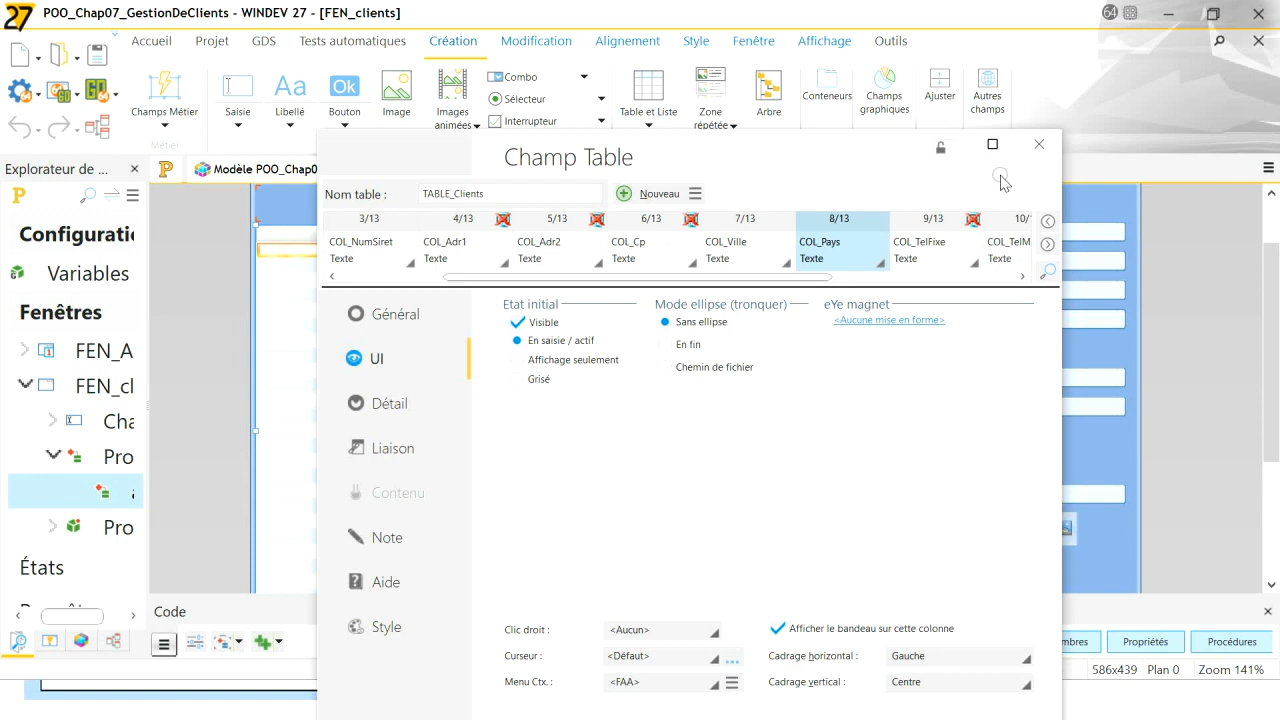 27 POO_Chap07_GestionDeClients - WINDEV 27 - [FEN_clients]
64
Accueil Projet GDS Tests automatiques Création Modification Alignement Style Fenêtre Affichage Outils
Champs Métier
Métier
Saisie
Aa
Libellé
Ok
Bouton
Image
Images animées
Combo
Sélecteur
Interrupteur
Table et Liste
Zone répétée
Arbre
Conteneurs
Champs graphiques
Ajuster
Autres champs
Explorateur de ...
Modèle POO_Chap0
Configurati
Variables
Fenêtres
FEN_A
FEN_cl
Cha
Pro
Pro
États
Champ Table
Nom table : TABLE_Clients Nouveau
3/13 4/13 5/13 6/13 7/13 8/13 9/13 10/
COL_NumSiret COL_Adr1 COL_Adr2 COL_Cp COL_Ville COL_Pays COL_TelFixe COL_TelM
Texte Texte Texte Texte Texte Texte Texte Texte
Général
UI
Détail
Liaison
Contenu
Note
Aide
Style
Etat initial
Visible
En saisie / actif
Affichage seulement
Grisé
Mode ellipse (tronquer)
Sans ellipse
En fin
Chemin de fichier
eYe magnet
<Aucune mise en forme>
Clic droit : <Aucun>
Curseur : <Défaut>
Menu Ctx. : <FAA>
Afficher le bandeau sur cette colonne
Cadrage horizontal : Gauche
Cadrage vertical : Centre
Code
mbres Propriétés Procédures
586x439 Plan 0 Zoom 141%